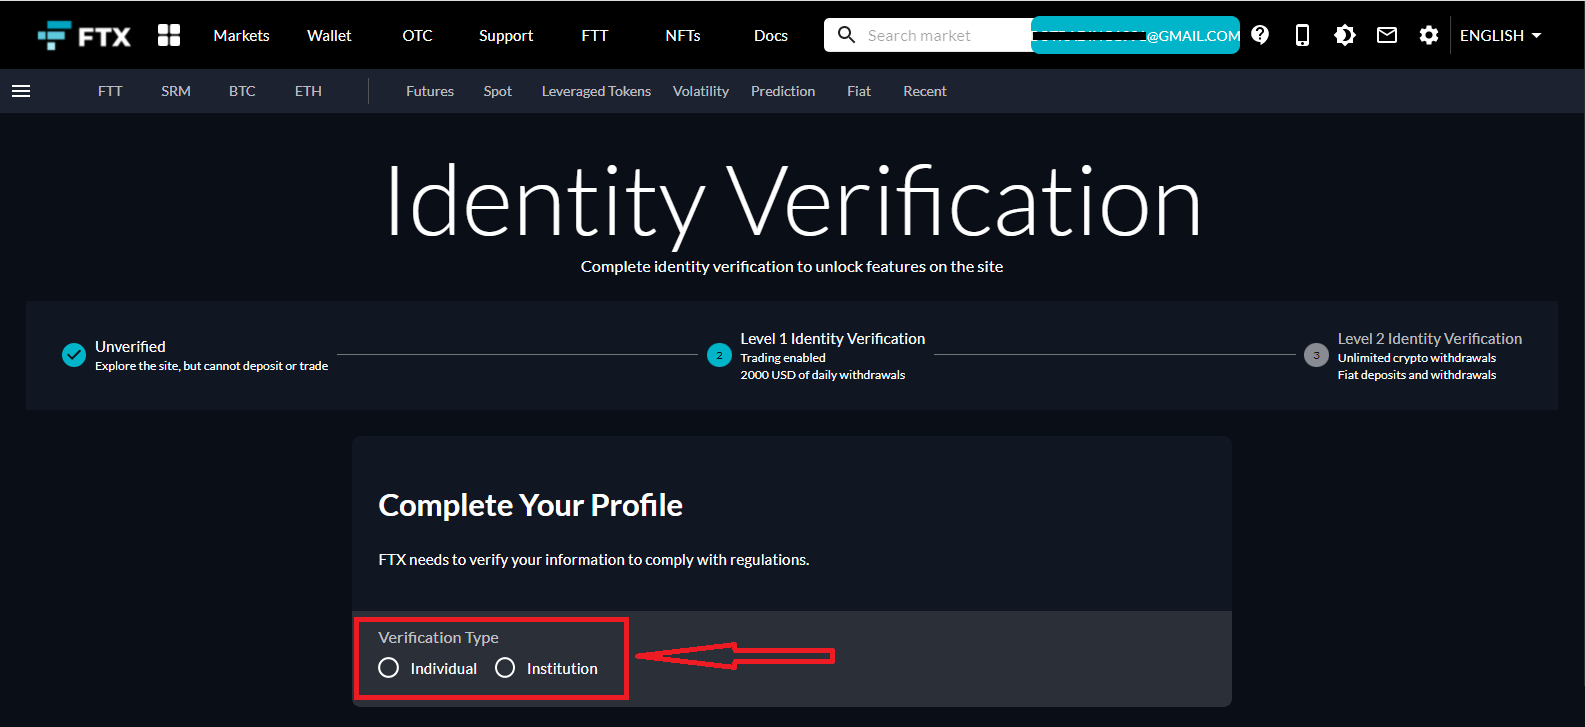 FTX
Markets Wallet OTC Support FTT NFTs Docs Search market @GMAIL.COM ENGLISH
FTT SRM BTC ETH Futures Spot Leveraged Tokens Volatility Prediction Fiat Recent
Identity Verification
Complete identity verification to unlock features on the site
Unverified
Explore the site, but cannot deposit or trade
2
Level 1 Identity Verification
Trading enabled
2000 USD of daily withdrawals
3
Level 2 Identity Verification
Unlimited crypto withdrawals
Fiat deposits and withdrawals
Complete Your Profile
FTX needs to verify your information to comply with regulations.
Verification Type
Individual Institution